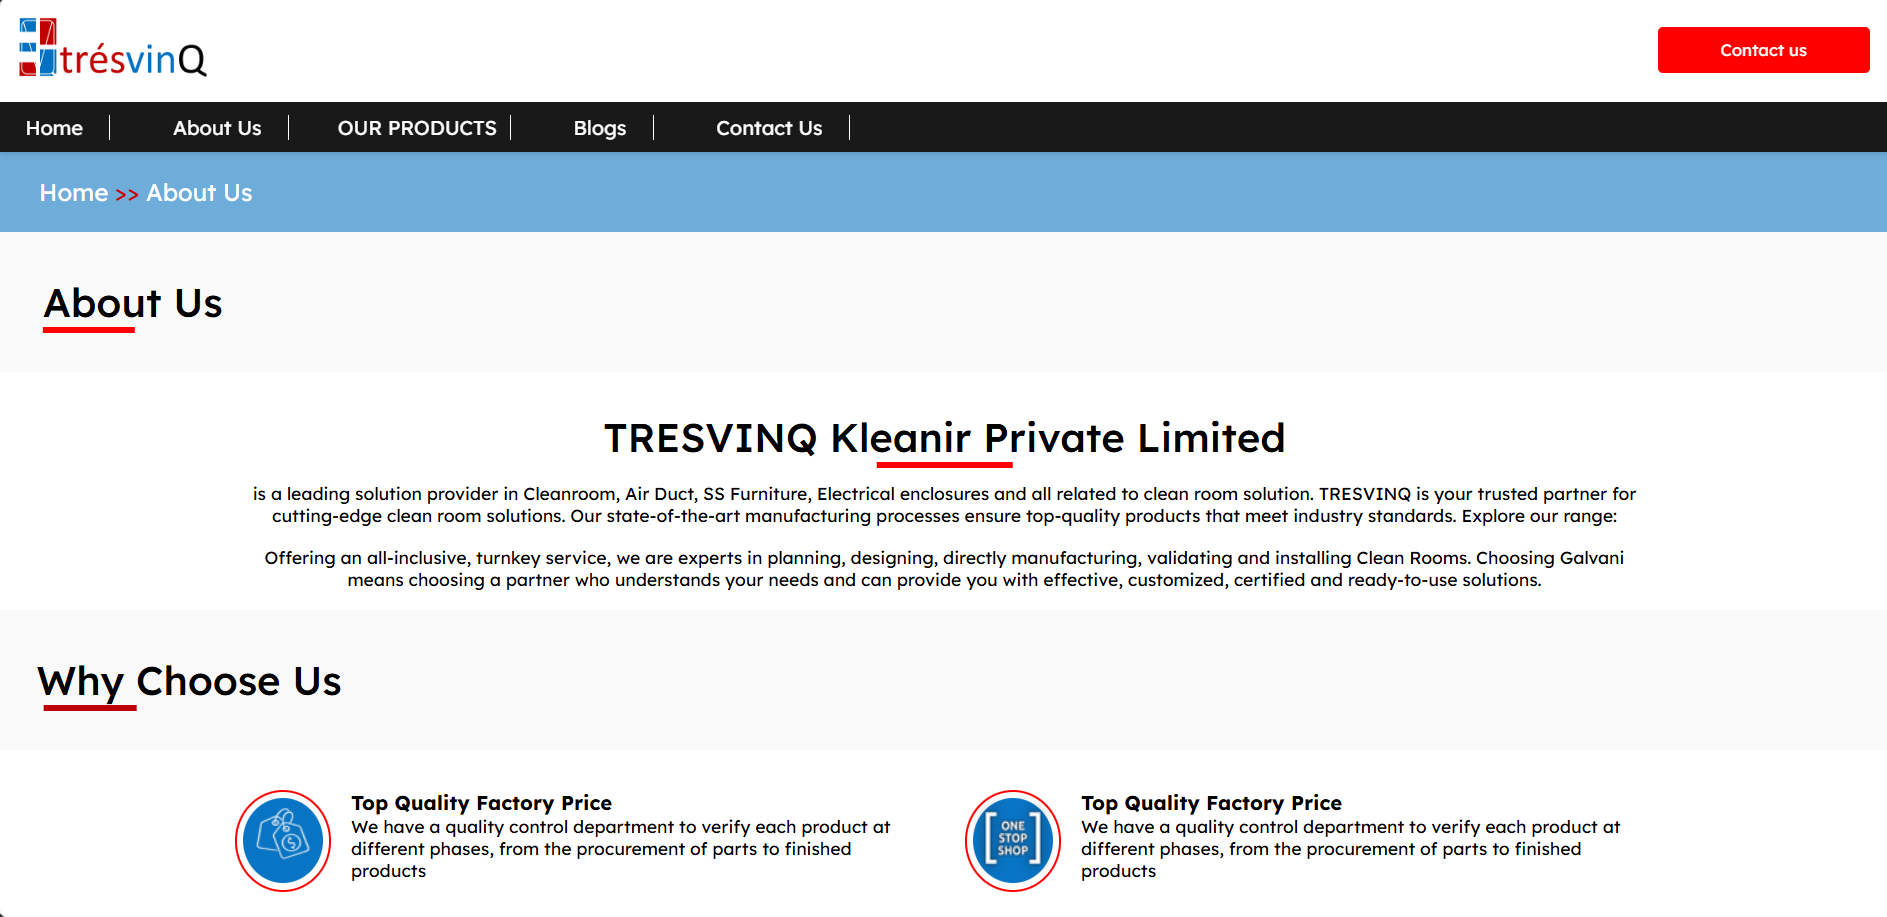 trésvinQ
Contact us
Home
About Us
OUR PRODUCTS
Blogs
Contact Us
Home >> About Us
About Us
TRESVINQ Kleanir Private Limited
is a leading solution provider in Cleanroom, Air Duct, SS Furniture, Electrical enclosures and all related to clean room solution. TRESVINQ is your trusted partner for
cutting-edge clean room solutions. Our state-of-the-art manufacturing processes ensure top-quality products that meet industry standards. Explore our range:
Offering an all-inclusive, turnkey service, we are experts in planning, designing, directly manufacturing, validating and installing Clean Rooms. Choosing Galvani
means choosing a partner who understands your needs and can provide you with effective, customized, certified and ready-to-use solutions.
Why Choose Us
Top Quality Factory Price
We have a quality control department to verify each product at
different phases, from the procurement of parts to finished
products
ONE
STOP
SHOP
Top Quality Factory Price
We have a quality control department to verify each product at
different phases, from the procurement of parts to finished
products